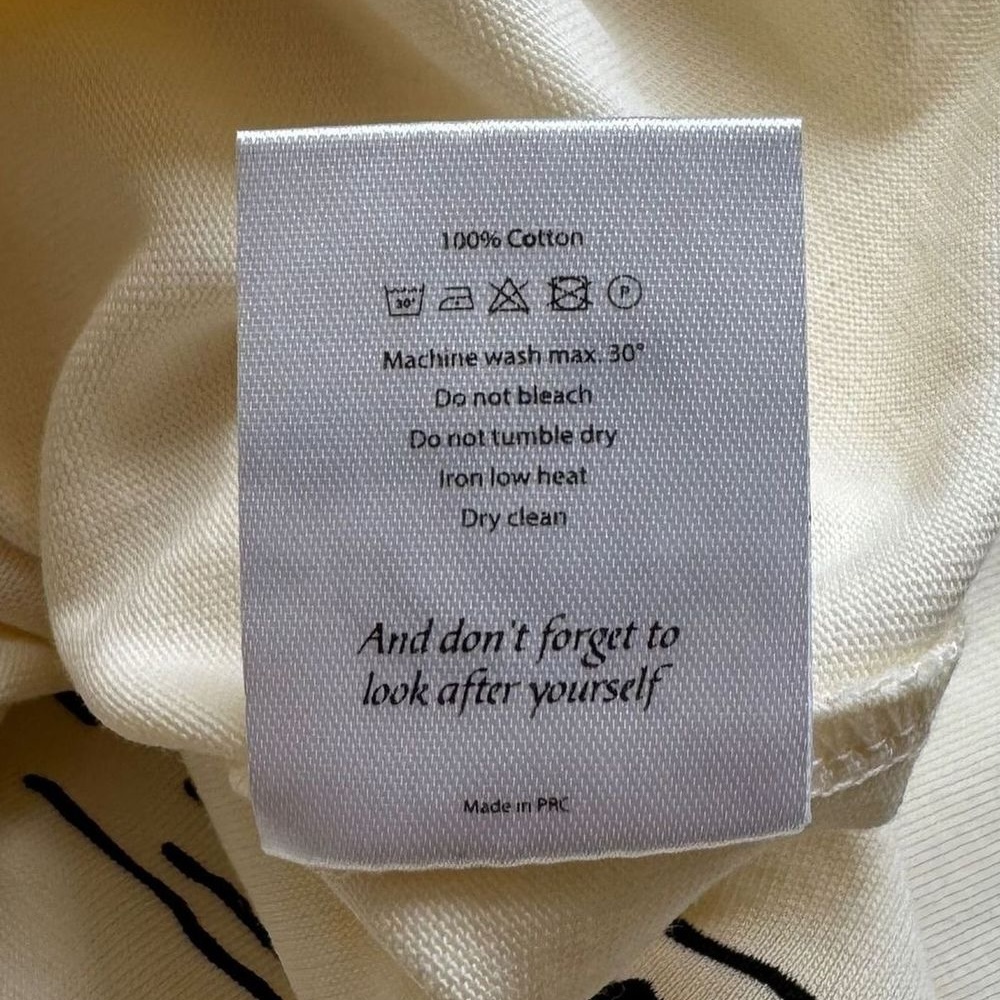 100% Cotton
30° P
Machine wash max. 30°
Do not bleach
Do not tumble dry
Iron low heat
Dry clean
And don't forget to
look after yourself
Made in PRC